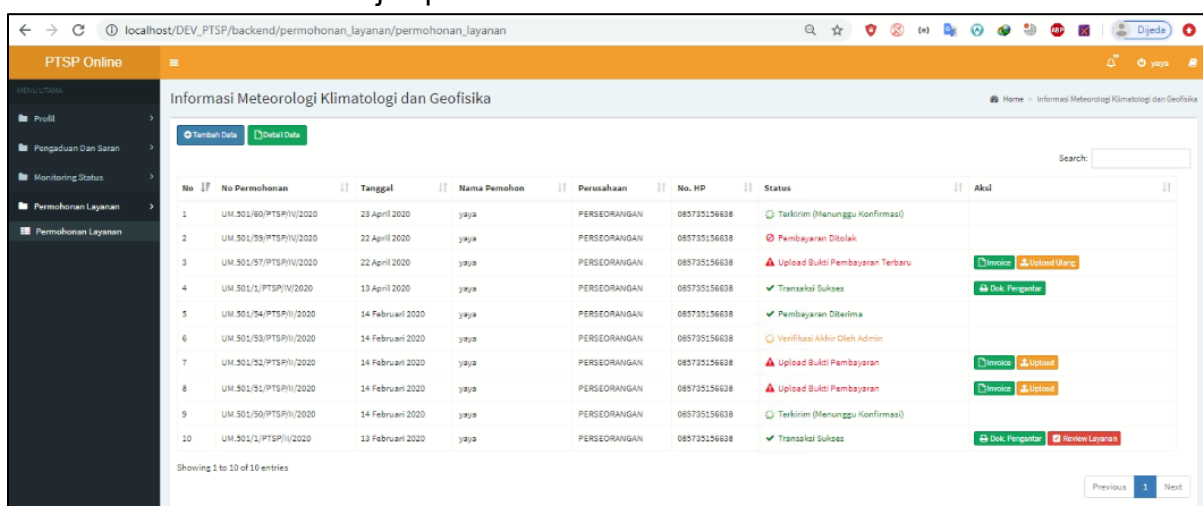 localhost/DEV_PTSP/backend/permohonan_layanan/permohonan_layanan Dijeda
PTSP Online yaya
MENU UTAMA
Informasi Meteorologi Klimatologi dan Geofisika Home > Informasi Meteorologi Klimatologi dan Geofisika
Profil
Pengaduan Dan Saran
Monitoring Status
Permohonan Layanan
Permohonan Layanan
Tambah Data Detail Data
Search:
No No Permohonan Tanggal Nama Pemohon Perusahaan No. HP Status Aksi
1 UM.501/60/PTSP/IV/2020 23 April 2020 yaya PERSEORANGAN 085735156638 Terkirim (Menunggu Konfirmasi)
2 UM.501/59/PTSP/IV/2020 22 April 2020 yaya PERSEORANGAN 085735156638 Pembayaran Ditolak
3 UM.501/57/PTSP/IV/2020 22 April 2020 yaya PERSEORANGAN 085735156638 Upload Bukti Pembayaran Terbaru Invoice Upload Ulang
4 UM.501/1/PTSP/IV/2020 13 April 2020 yaya PERSEORANGAN 085735156638 Transaksi Sukses Dok. Pengantar
5 UM.501/54/PTSP/II/2020 14 Februari 2020 yaya PERSEORANGAN 085735156638 Pembayaran Diterima
6 UM.501/53/PTSP/II/2020 14 Februari 2020 yaya PERSEORANGAN 085735156638 Verifikasi Akhir Oleh Admin
7 UM.501/52/PTSP/II/2020 14 Februari 2020 yaya PERSEORANGAN 085735156638 Upload Bukti Pembayaran Invoice Upload
8 UM.501/51/PTSP/II/2020 14 Februari 2020 yaya PERSEORANGAN 085735156638 Upload Bukti Pembayaran Invoice Upload
9 UM.501/50/PTSP/II/2020 14 Februari 2020 yaya PERSEORANGAN 085735156638 Terkirim (Menunggu Konfirmasi)
10 UM.501/1/PTSP/II/2020 13 Februari 2020 yaya PERSEORANGAN 085735156638 Transaksi Sukses Dok. Pengantar Review Layanan
Showing 1 to 10 of 10 entries
Previous 1 Next